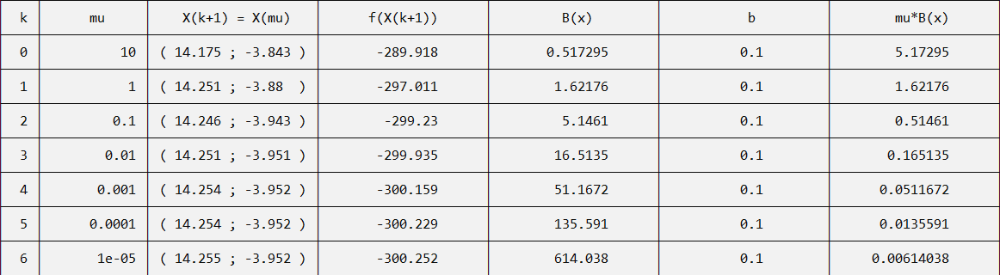 k mu X(k+1) = X(mu) f(X(k+1)) B(x) b mu*B(x)
0 10 ( 14.175 ; -3.843 ) -289.918 0.517295 0.1 5.17295
1 1 ( 14.251 ; -3.88 ) -297.011 1.62176 0.1 1.62176
2 0.1 ( 14.246 ; -3.943 ) -299.23 5.1461 0.1 0.51461
3 0.01 ( 14.251 ; -3.951 ) -299.935 16.5135 0.1 0.165135
4 0.001 ( 14.254 ; -3.952 ) -300.159 51.1672 0.1 0.0511672
5 0.0001 ( 14.254 ; -3.952 ) -300.229 135.591 0.1 0.0135591
6 1e-05 ( 14.255 ; -3.952 ) -300.252 614.038 0.1 0.00614038